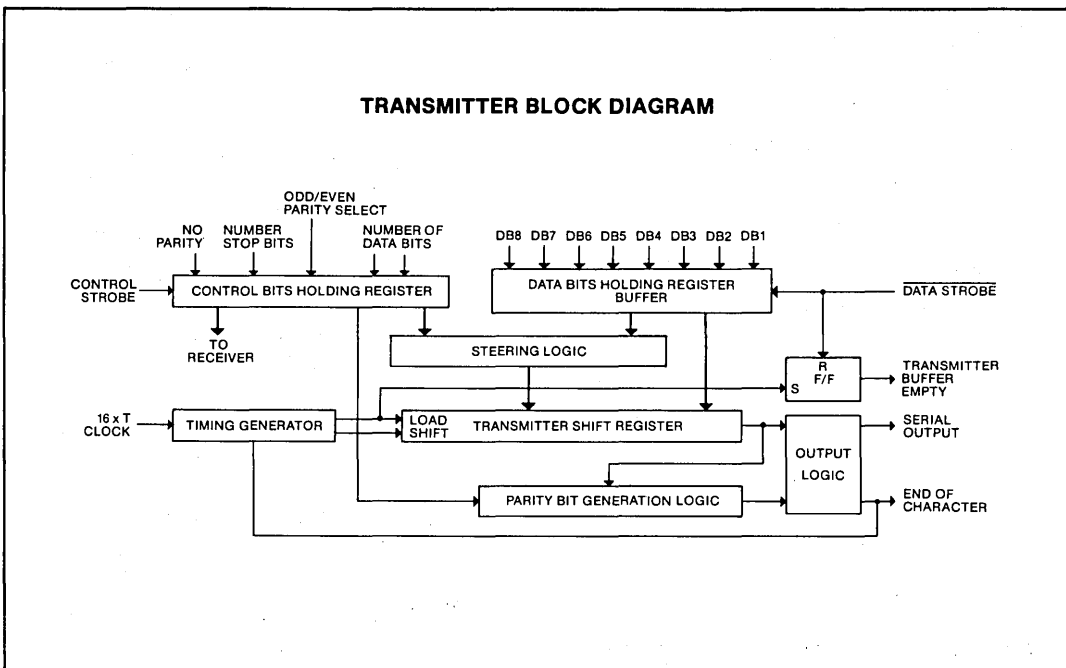 TRANSMITTER BLOCK DIAGRAM
ODD/EVEN
PARITY SELECT
NO
PARITY
NUMBER
STOP BITS
NUMBER OF
DATA BITS
DB8 DB7 DB6 DB5 DB4 DB3 DB2 DB1
CONTROL
STROBE
CONTROL BITS HOLDING REGISTER
DATA BITS HOLDING REGISTER
BUFFER
DATA STROBE
TO
RECEIVER
STEERING LOGIC
R
F/F
S
TRANSMITTER
BUFFER
EMPTY
16 x T
CLOCK
TIMING GENERATOR
LOAD
SHIFT
TRANSMITTER SHIFT REGISTER
SERIAL
OUTPUT
OUTPUT
LOGIC
PARITY BIT GENERATION LOGIC
END OF
CHARACTER